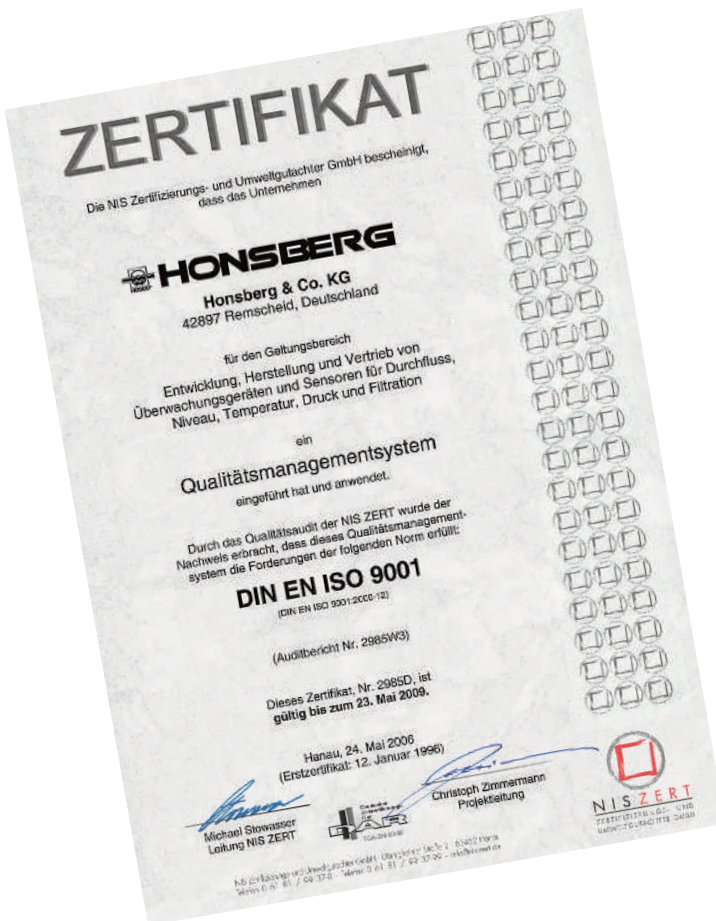 ZERTIFIKAT
Die NIS Zertifizierungs- und Umweltgutachter GmbH bescheinigt,
dass das Unternehmen
HONSBERG
Honsberg & Co. KG
42897 Remscheid, Deutschland
für den Geltungsbereich
Entwicklung, Herstellung und Vertrieb von
Überwachungsgeräten und Sensoren für Durchfluss,
Niveau, Temperatur, Druck und Filtration
ein
Qualitätsmanagementsystem
eingeführt hat und anwendet.
Durch das Qualitätsaudit der NIS ZERT wurde der
Nachweis erbracht, dass dieses Qualitätsmanagement-
system die Forderungen der folgenden Norm erfüllt:
DIN EN ISO 9001
(DIN EN ISO 9001:2000-12)
(Auditbericht Nr. 2985W3)
Dieses Zertifikat, Nr. 2985D, ist
gültig bis zum 23. Mai 2009.
Hanau, 24. Mai 2006
(Erstzertifikat: 12. Januar 1996)
Michael Stowasser
Leitung NIS ZERT
DAR
Christoph Zimmermann
Projektleitung
NIS ZERT
ZERTIFIZIERUNGS- UND
UMWELTGUTACHTER GMBH